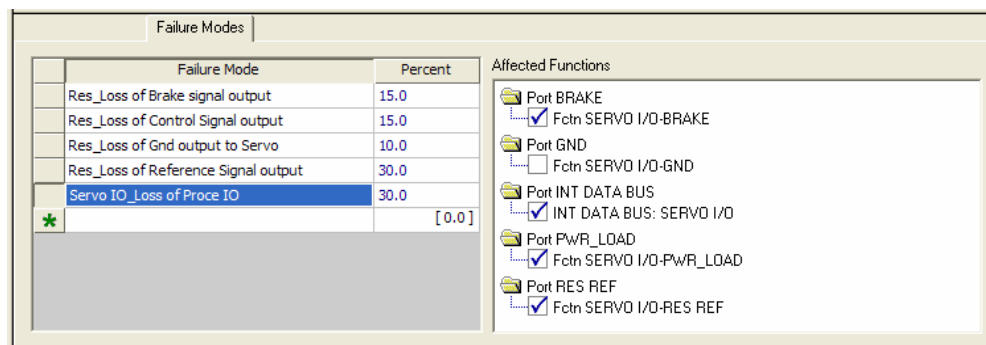 Failure Modes
Failure Mode Percent
Res_Loss of Brake signal output 15.0
Res_Loss of Control Signal output 15.0
Res_Loss of Gnd output to Servo 10.0
Res_Loss of Reference Signal output 30.0
Servo IO_Loss of Proce IO 30.0
* [ 0.0 ]
Affected Functions
Port BRAKE
Fctn SERVO I/O-BRAKE
Port GND
Fctn SERVO I/O-GND
Port INT DATA BUS
INT DATA BUS: SERVO I/O
Port PWR_LOAD
Fctn SERVO I/O-PWR_LOAD
Port RES REF
Fctn SERVO I/O-RES REF